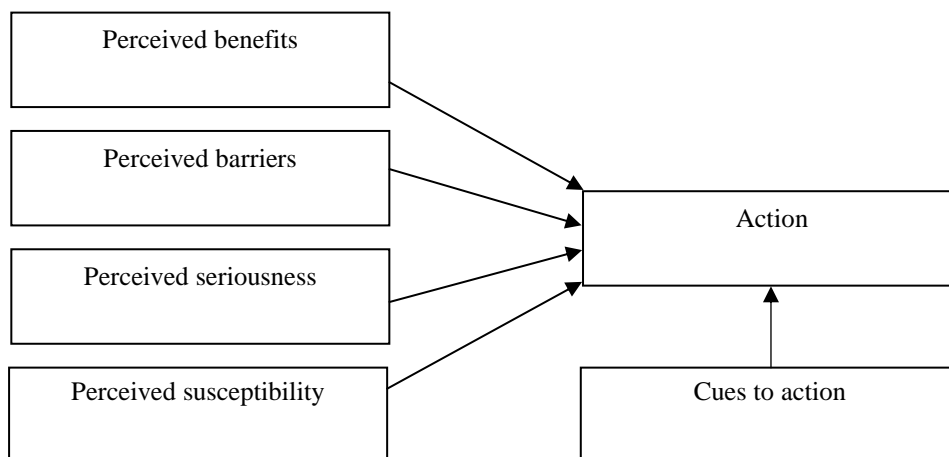 Perceived benefits
Perceived barriers
Perceived seriousness
Perceived susceptibility
Action
Cues to action